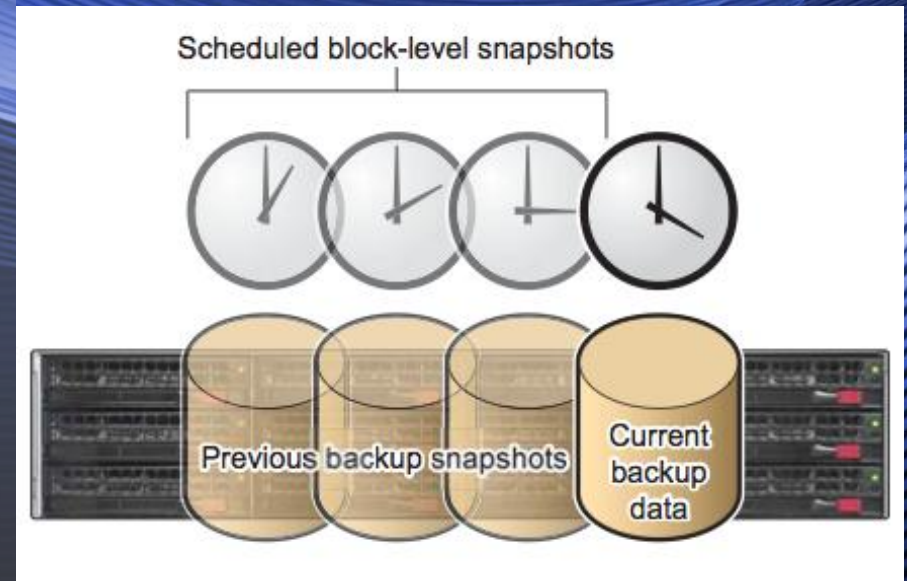 Scheduled block-level snapshots
Previous backup snapshots
Current
backup
data